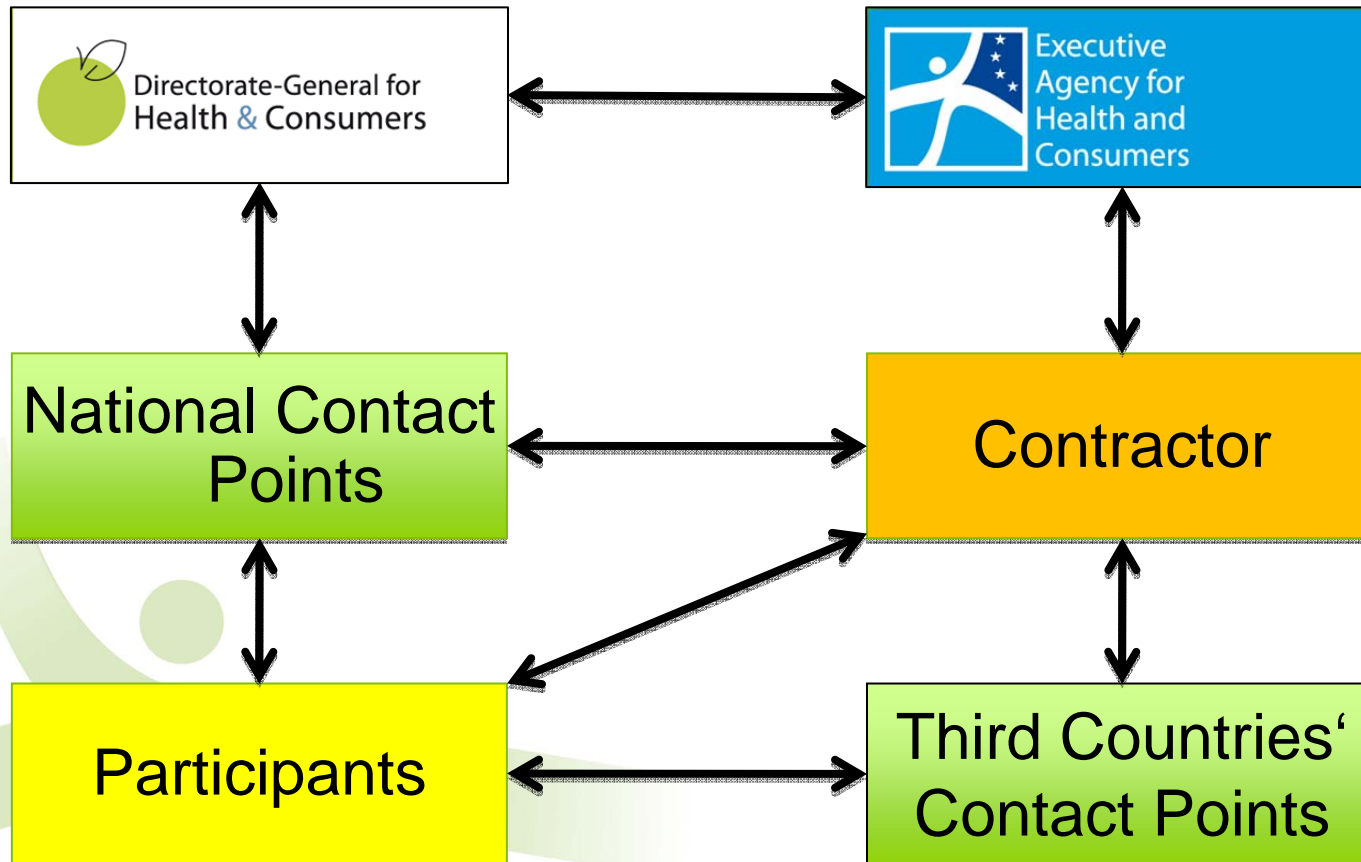 Directorate-General for
Health & Consumers
Executive
Agency for
Health and
Consumers
National Contact
Points
Contractor
Participants
Third Countries‘
Contact Points